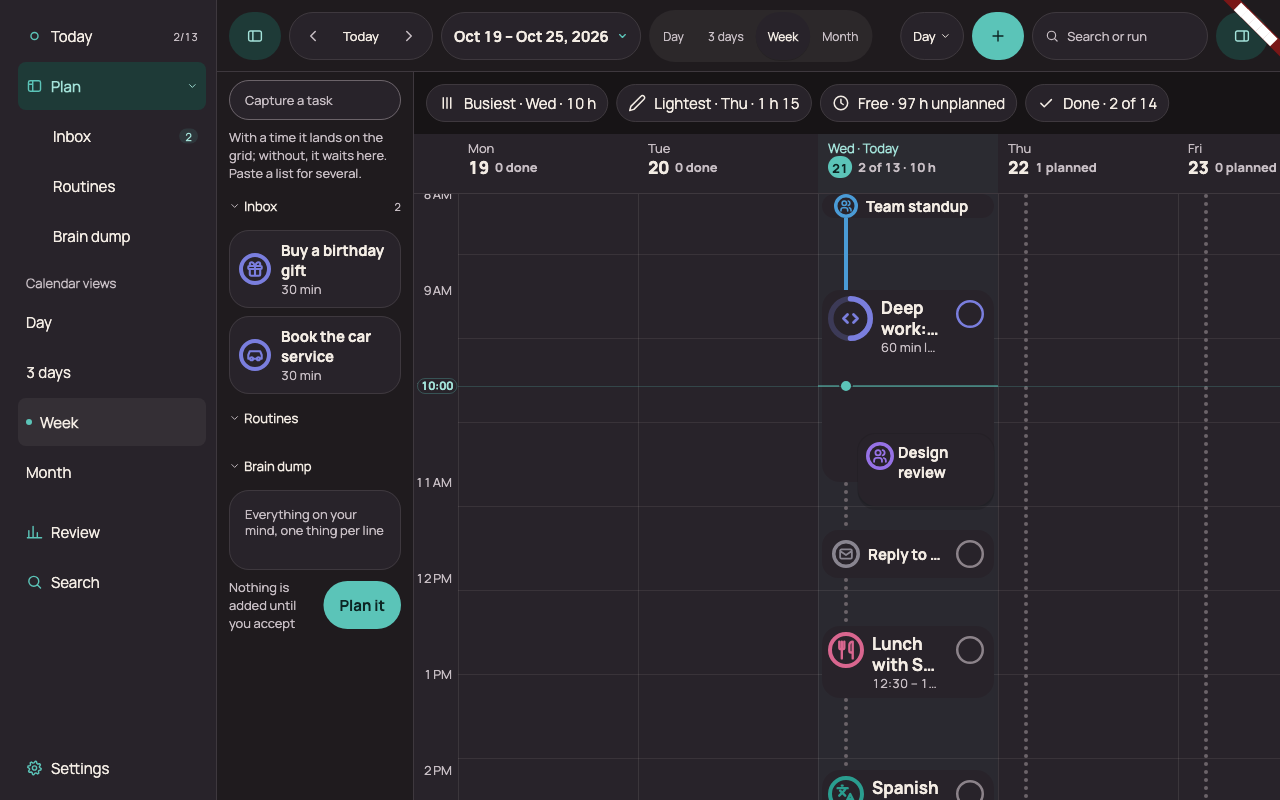 Today
2/13
Plan
Inbox
2
Routines
Brain dump
Calendar views
Day
3 days
Week
Month
Review
Search
Settings
Today
Oct 19 – Oct 25, 2026
Day
3 days
Week
Month
Day
Search or run
Capture a task
With a time it lands on the
grid; without, it waits here.
Paste a list for several.
Inbox
2
Buy a birthday
gift
30 min
Book the car
service
30 min
Routines
Brain dump
Everything on your
mind, one thing per line
Nothing is
added until
you accept
Plan it
Busiest · Wed · 10 h
Lightest · Thu · 1 h 15
Free · 97 h unplanned
Done · 2 of 14
Mon
19 0 done
Tue
20 0 done
Wed · Today
21 2 of 13 · 10 h
Thu
22 1 planned
Fri
23 0 planned
8 AM
Team standup
9 AM
Deep
work:...
60 min l...
10:00
Design
review
11 AM
Reply to ...
12 PM
Lunch
with S...
12:30 – 1...
1 PM
2 PM
Spanish